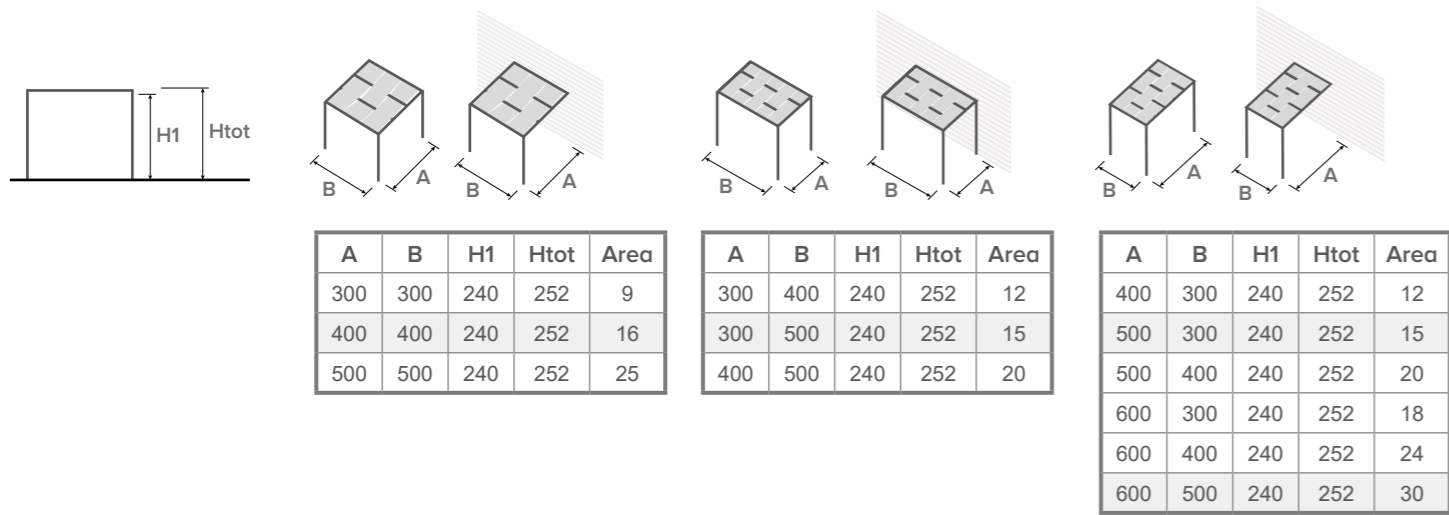 H1 Htot
B A B A
B A B A
B A B A
A B H1 Htot Area
300 300 240 252 9
400 400 240 252 16
500 500 240 252 25
A B H1 Htot Area
300 400 240 252 12
300 500 240 252 15
400 500 240 252 20
A B H1 Htot Area
400 300 240 252 12
500 300 240 252 15
500 400 240 252 20
600 300 240 252 18
600 400 240 252 24
600 500 240 252 30